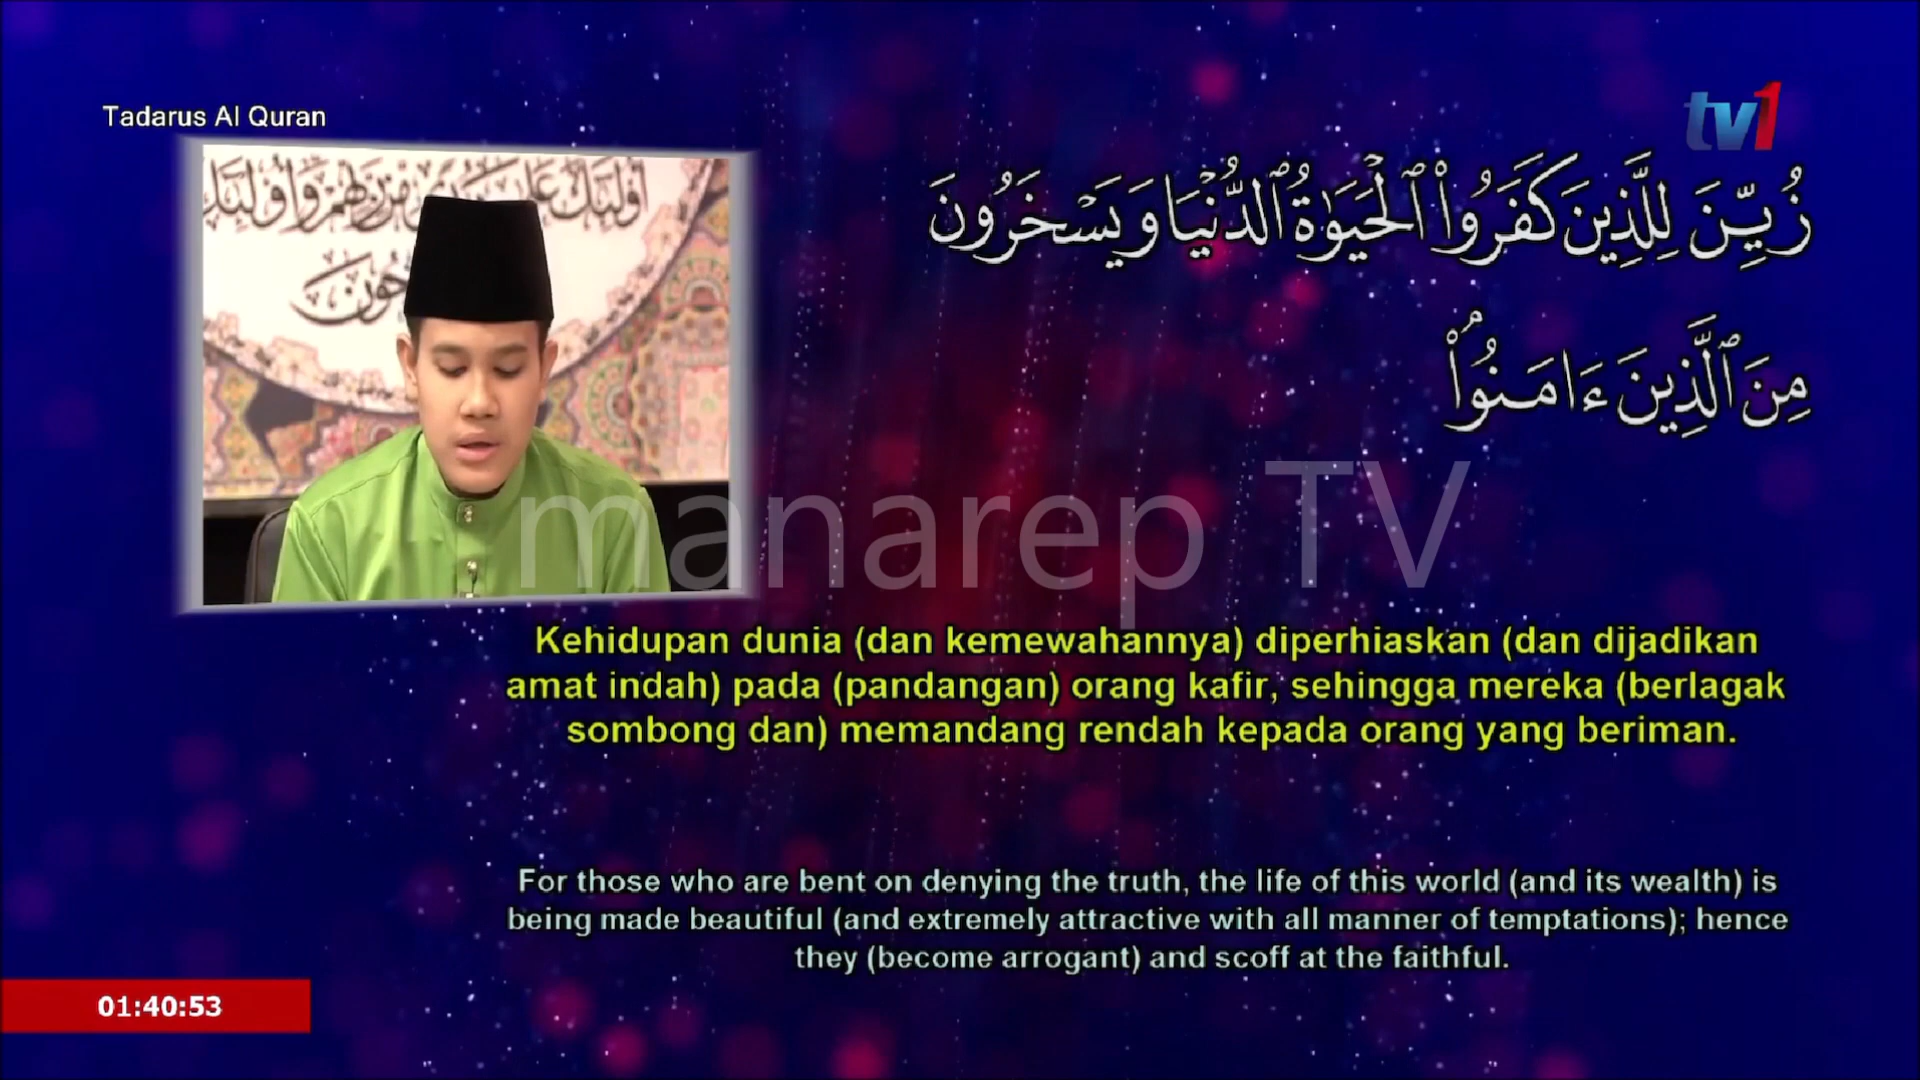 Tadarus Al Quran
tv1
زُيِّنَ لِلَّذِينَ كَفَرُوا۟ ٱلْحَيَوٰةُ ٱلدُّنْيَا وَيَسْخَرُونَ
مِنَ ٱلَّذِينَ ءَامَنُوا۟ ۘ
manarep TV
Kehidupan dunia (dan kemewahannya) diperhiaskan (dan dijadikan
amat indah) pada (pandangan) orang kafir, sehingga mereka (berlagak
sombong dan) memandang rendah kepada orang yang beriman.
For those who are bent on denying the truth, the life of this world (and its wealth) is
being made beautiful (and extremely attractive with all manner of temptations); hence
they (become arrogant) and scoff at the faithful.
01:40:53